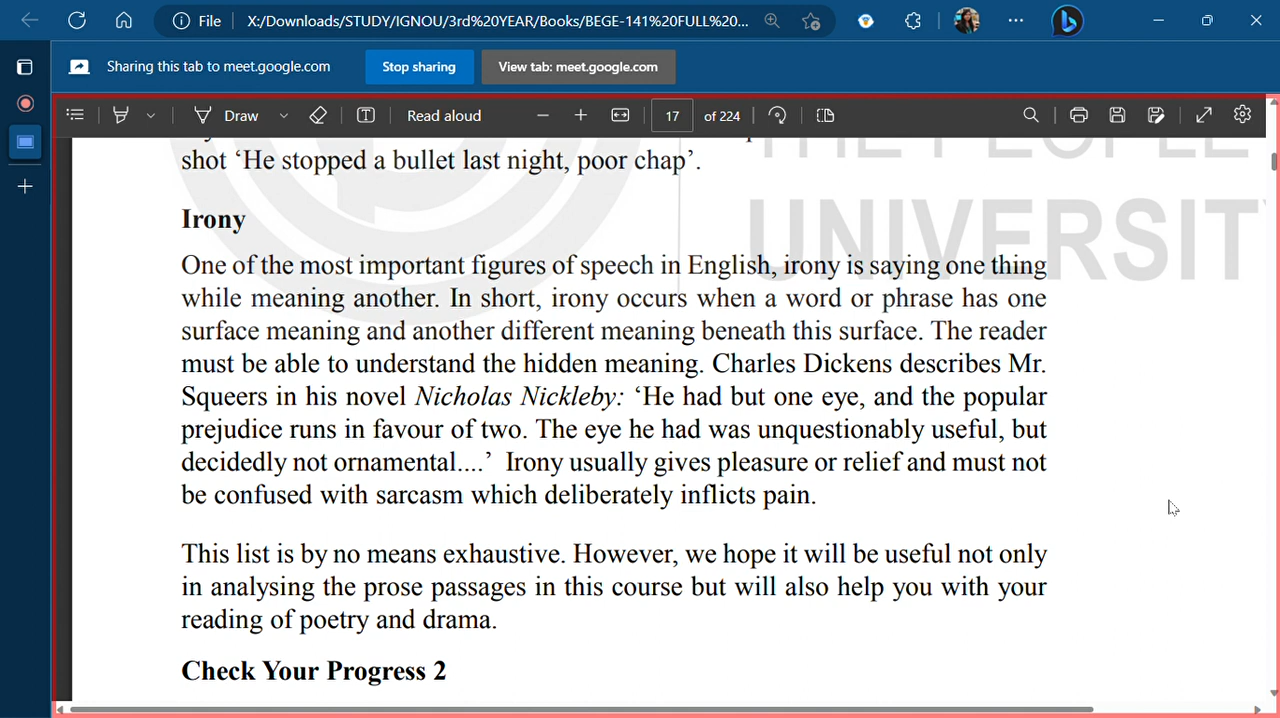 File
X:/Downloads/STUDY/IGNOU/3rd%20YEAR/Books/BEGE-141%20FULL%20...
Sharing this tab to meet.google.com
Stop sharing
View tab: meet.google.com
Draw
Read aloud
17
of 224
THE PEOPLE
shot ‘He stopped a bullet last night, poor chap’.
UNIVERSIT
Irony
One of the most important figures of speech in English, irony is saying one thing
while meaning another. In short, irony occurs when a word or phrase has one
surface meaning and another different meaning beneath this surface. The reader
must be able to understand the hidden meaning. Charles Dickens describes Mr.
Squeers in his novel Nicholas Nickleby: ‘He had but one eye, and the popular
prejudice runs in favour of two. The eye he had was unquestionably useful, but
decidedly not ornamental....’ Irony usually gives pleasure or relief and must not
be confused with sarcasm which deliberately inflicts pain.
This list is by no means exhaustive. However, we hope it will be useful not only
in analysing the prose passages in this course but will also help you with your
reading of poetry and drama.
Check Your Progress 2